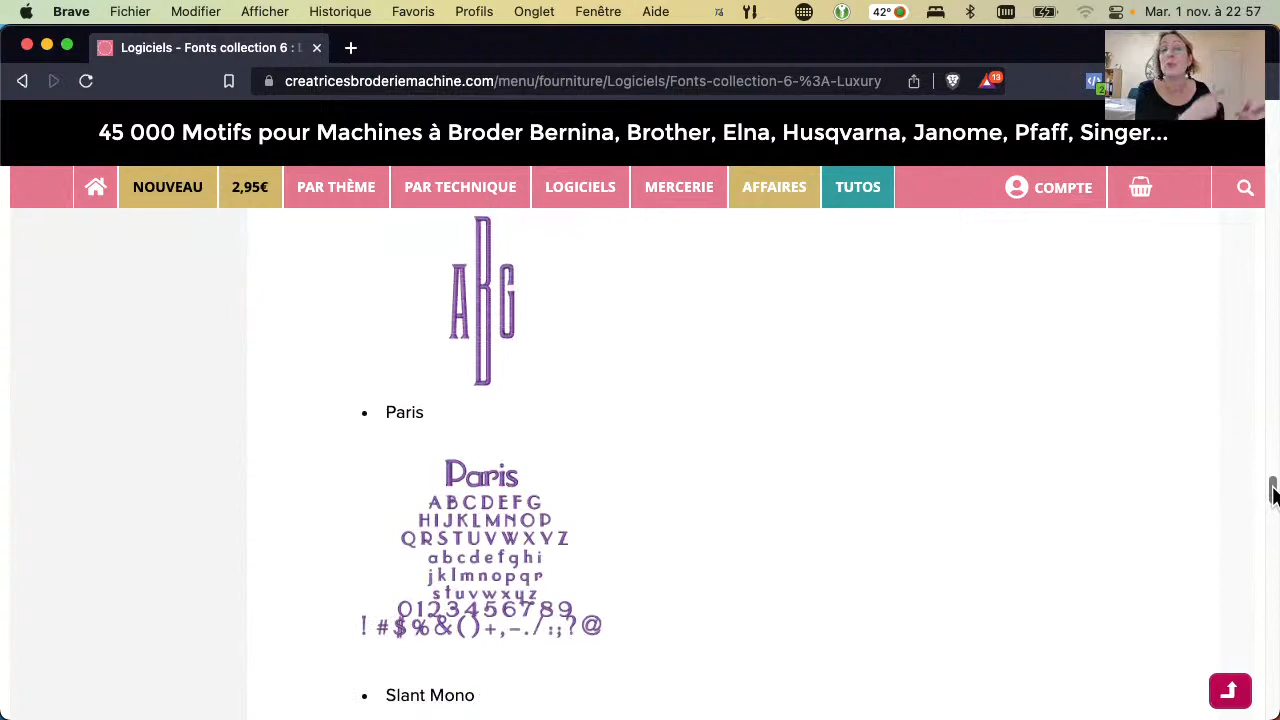 Brave Fichier Modifier Afficher Historique Favoris Profils Onglet Fenêtre Aide 42° Mar. 1 nov. à 22 57
Logiciels - Fonts collection 6 : L
creatricesbroderiemachine.com/menu/fourniture/Logiciels/Fonts-collection-6-%3A-Luxury 13
2
45 000 Motifs pour Machines à Broder Bernina, Brother, Elna, Husqvarna, Janome, Pfaff, Singer...
NOUVEAU 2,95€ PAR THÈME PAR TECHNIQUE LOGICIELS MERCERIE AFFAIRES TUTOS COMPTE
• Paris
Paris
ABCDEFG
HIJKLMNOP
QRSTUVWXYZ
abcdefghi
jklmnopqr
stuvwxyz
0123456789
!#$%&()+,-./:;?@
• Slant Mono